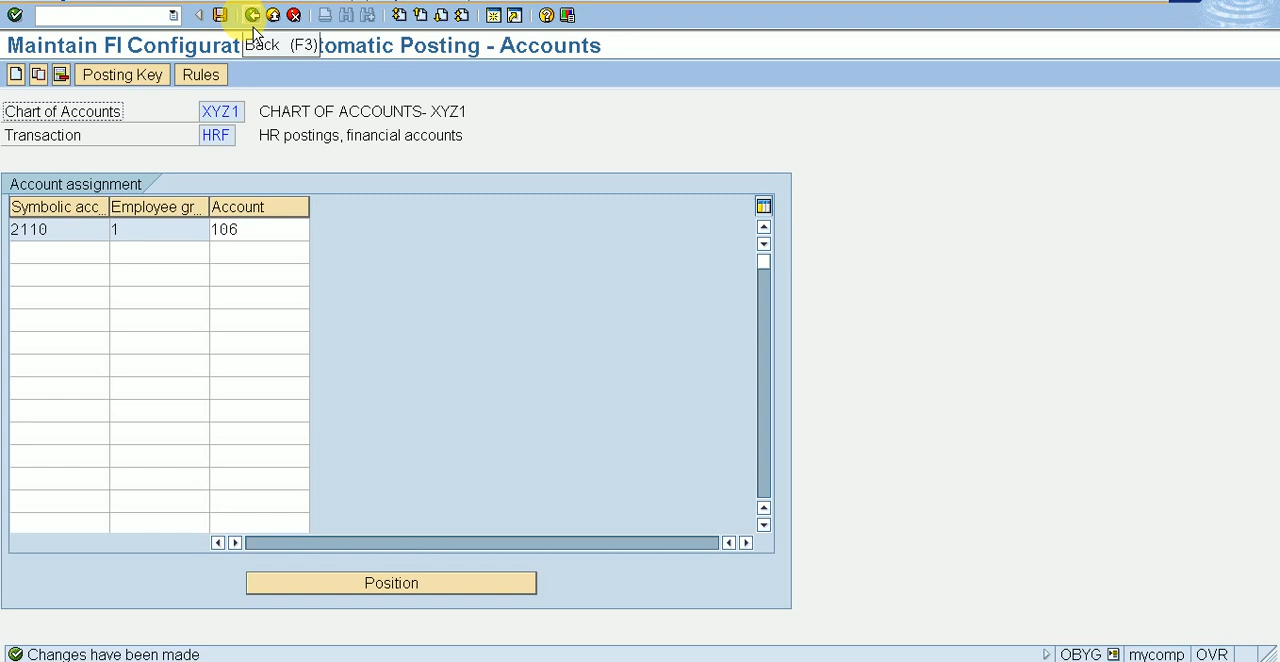 Maintain FI Configurat
Back (F3)
tomatic Posting - Accounts
Posting Key Rules
Chart of Accounts XYZ1 CHART OF ACCOUNTS- XYZ1
Transaction HRF HR postings, financial accounts
Account assignment
Symbolic acc... Employee gr... Account
2110 1 106
Position
Changes have been made OBYG mycomp OVR